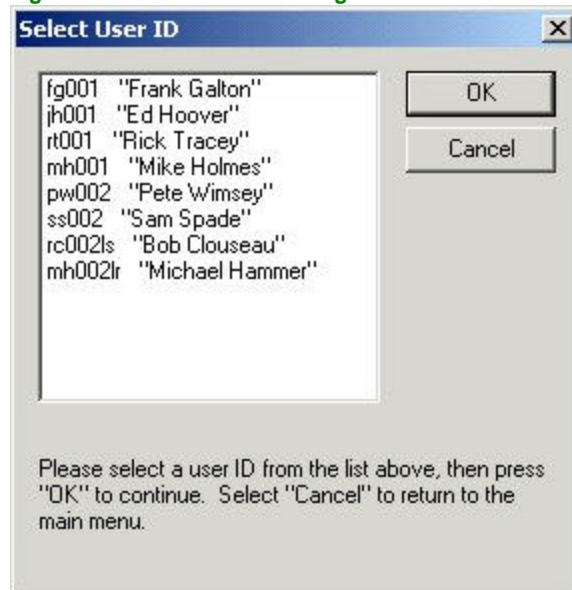 Select User ID
fg001 "Frank Galton"
jh001 "Ed Hoover"
rt001 "Rick Tracey"
mh001 "Mike Holmes"
pw002 "Pete Wimsey"
ss002 "Sam Spade"
rc002ls "Bob Clouseau"
mh002lr "Michael Hammer"
OK
Cancel
Please select a user ID from the list above, then press
"OK" to continue. Select "Cancel" to return to the
main menu.